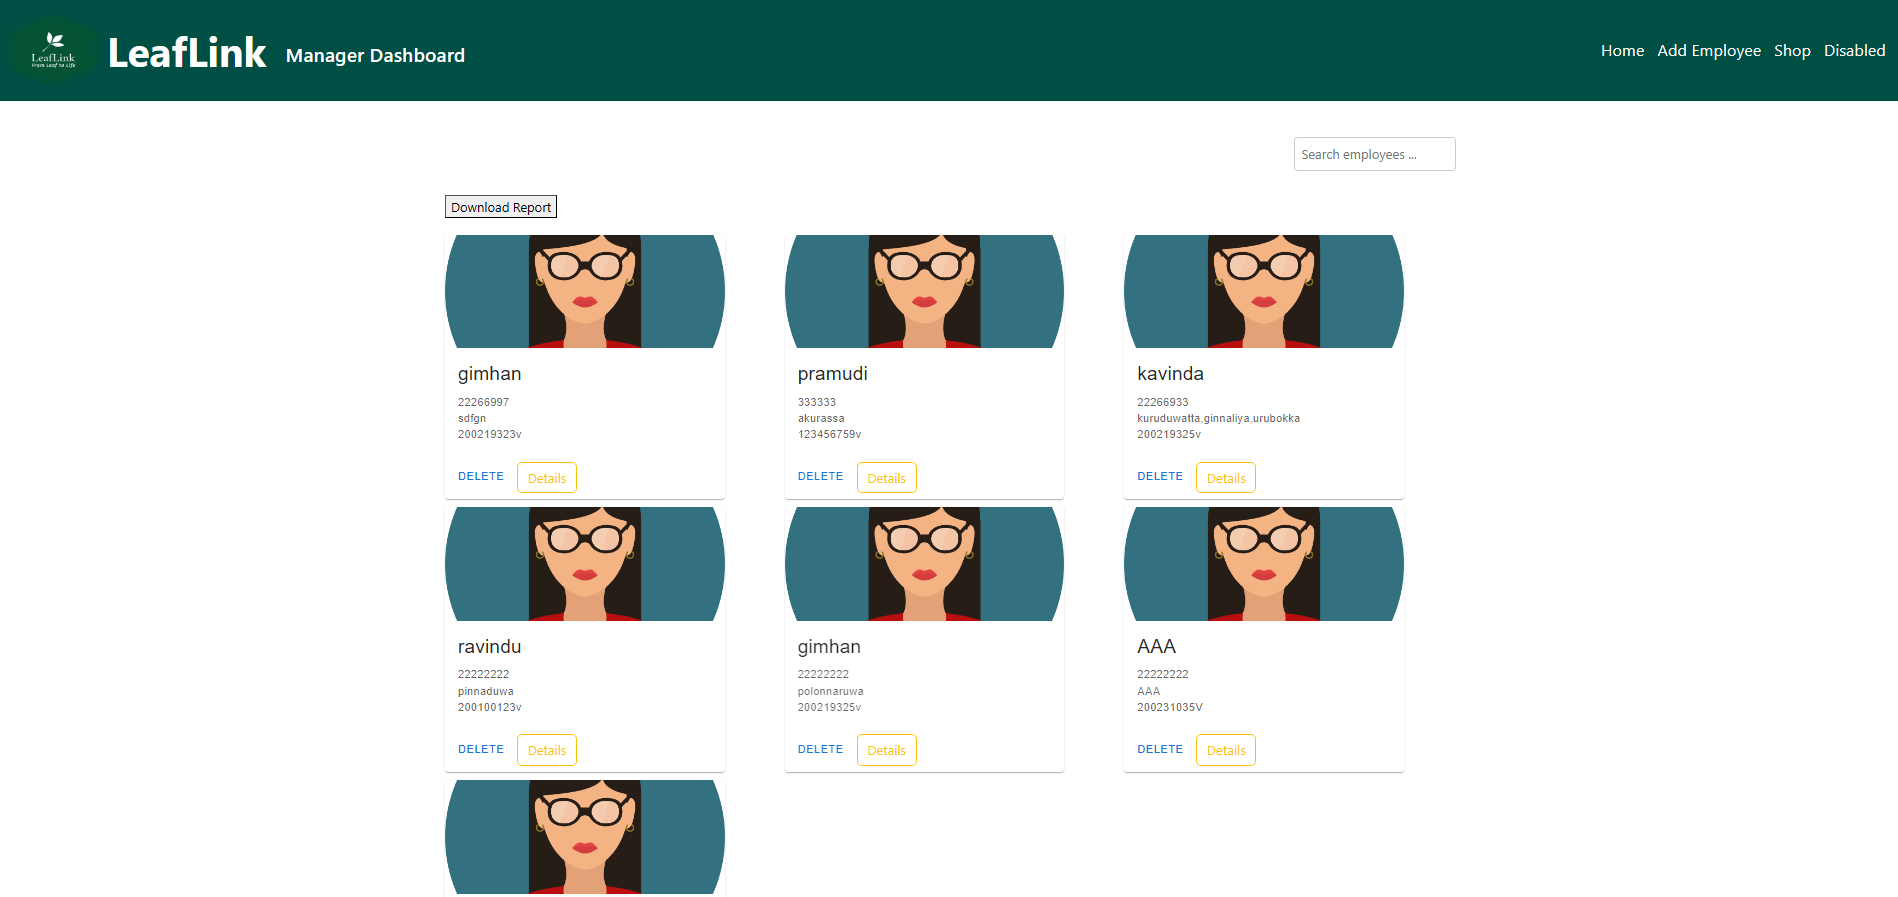 LeafLink
From Leaf to Life
LeafLink
Manager Dashboard
Home
Add Employee
Shop
Disabled
Search employees ...
Download Report
gimhan
22266997
sdfgn
200219323v
DELETE
Details
pramudi
333333
akurassa
123456759v
DELETE
Details
kavinda
22266933
kuruduwatta,ginnaliya,urubokka
200219325v
DELETE
Details
ravindu
22222222
pinnaduwa
200100123v
DELETE
Details
gimhan
22222222
polonnaruwa
200219325v
DELETE
Details
AAA
22222222
AAA
200231035V
DELETE
Details